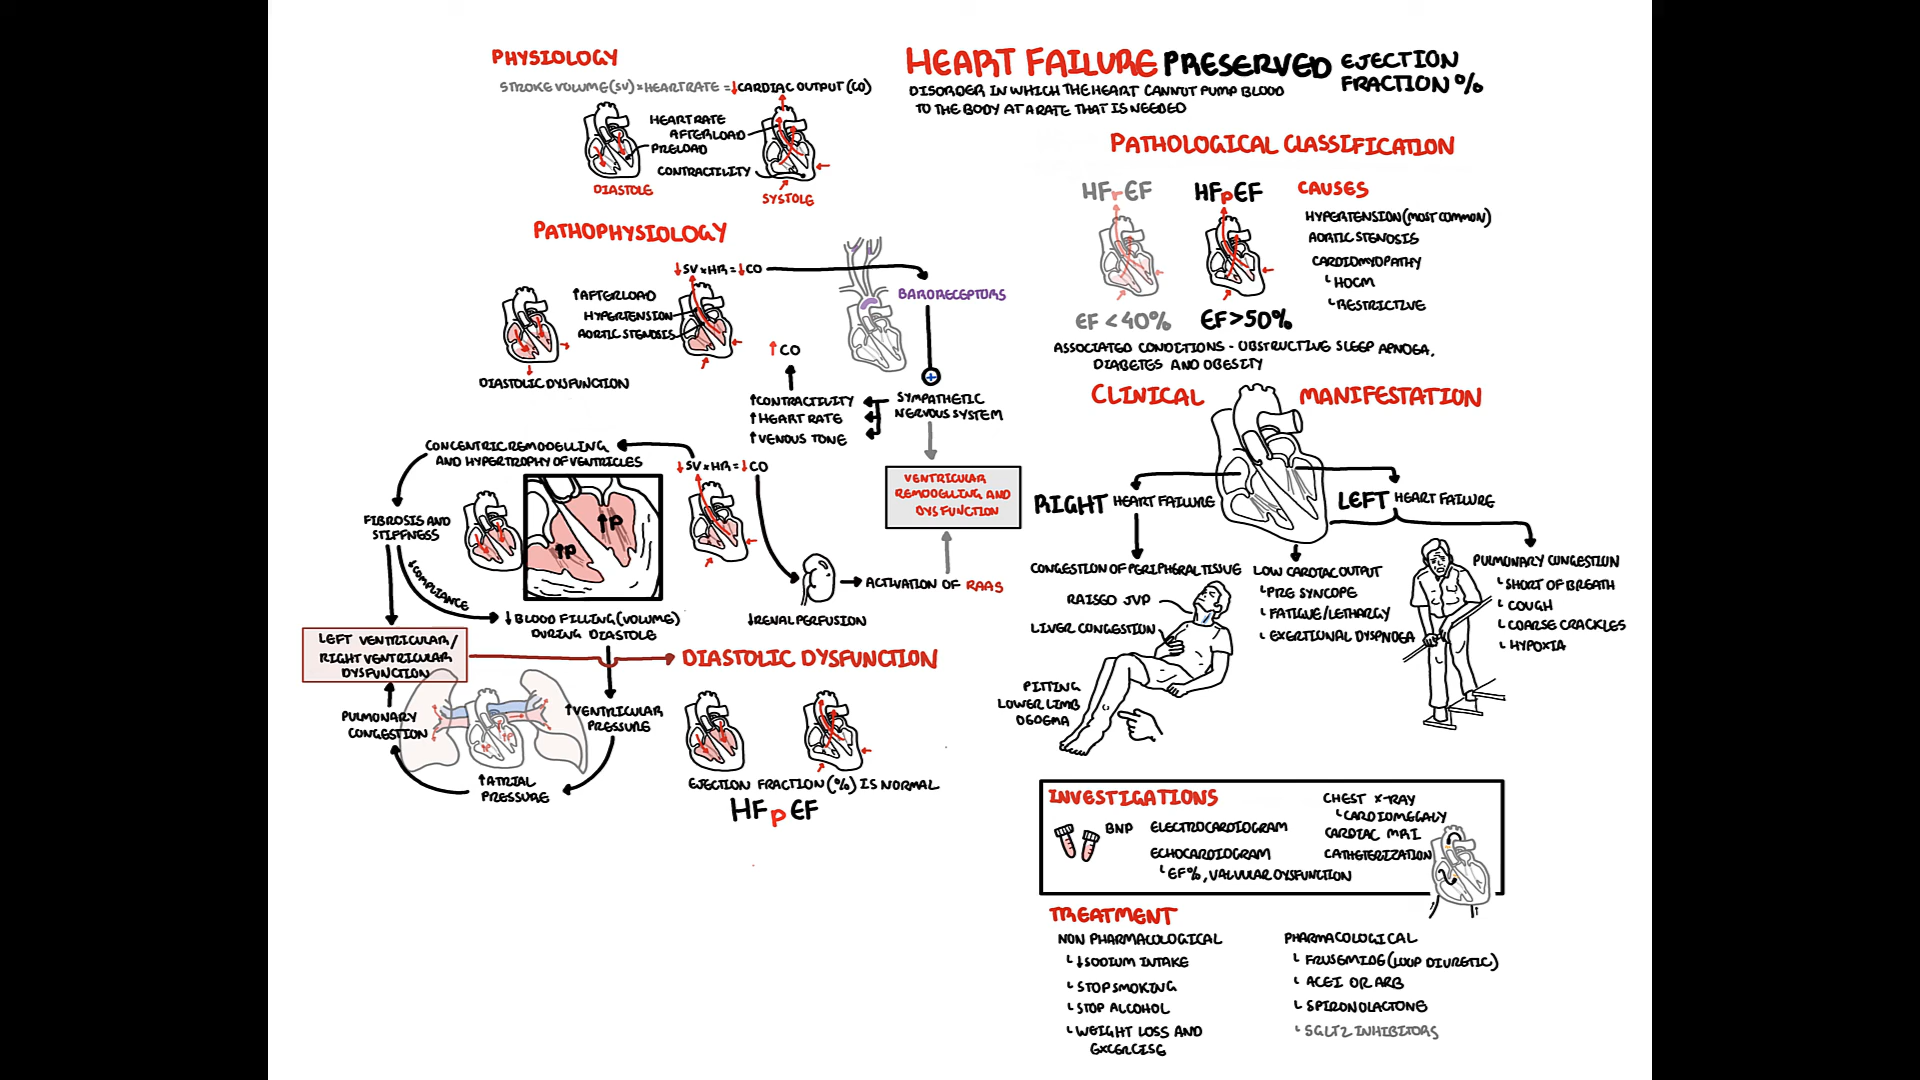 PHYSIOLOGY
STROKE VOLUME (SV) × HEART RATE = ↓CARDIAC OUTPUT (CO)
HEART RATE
AFTERLOAD
PRELOAD
CONTRACTILITY
DIASTOLE
SYSTOLE
PATHOPHYSIOLOGY
↓SV × HR = ↓CO
↑AFTERLOAD
HYPERTENSION
AORTIC STENOSIS
DIASTOLIC DYSFUNCTION
BARORECEPTORS
↑CO
+
↑CONTRACTILITY
↑HEART RATE
↑VENOUS TONE
SYMPATHETIC
NERVOUS SYSTEM
CONCENTRIC REMODELLING
AND HYPERTROPHY OF VENTRICLES
↓SV × HR = ↓CO
VENTRICULAR
REMODELLING AND
DYSFUNCTION
FIBROSIS AND
STIFFNESS
↑P
↑P
↓COMPLIANCE
↓BLOOD FILLING (VOLUME)
DURING DIASTOLE
↓RENAL PERFUSION
ACTIVATION OF RAAS
LEFT VENTRICULAR/
RIGHT VENTRICULAR
DYSFUNCTION
DIASTOLIC DYSFUNCTION
PULMONARY
CONGESTION
↑P
↑P
↑VENTRICULAR
PRESSURE
↑ATRIAL
PRESSURE
EJECTION FRACTION (%) IS NORMAL
HFpEF
HEART FAILURE PRESERVED EJECTION
FRACTION %
DISORDER IN WHICH THE HEART CANNOT PUMP BLOOD
TO THE BODY AT A RATE THAT IS NEEDED
PATHOLOGICAL CLASSIFICATION
HFrEF
HFpEF
CAUSES
HYPERTENSION (MOST COMMON)
AORTIC STENOSIS
CARDIOMYOPATHY
HOCM
RESTRICTIVE
EF < 40%
EF > 50%
ASSOCIATED CONDITIONS - OBSTRUCTIVE SLEEP APNOEA,
DIABETES AND OBESITY
CLINICAL MANIFESTATION
RIGHT HEART FAILURE
LEFT HEART FAILURE
CONGESTION OF PERIPHERAL TISSUE
RAISED JVP
LIVER CONGESTION
PITTING
LOWER LIMB
OEDEMA
LOW CARDIAC OUTPUT
PRE SYNCOPE
FATIGUE/LETHARGY
EXERTIONAL DYSPNOEA
PULMONARY CONGESTION
SHORT OF BREATH
COUGH
COARSE CRACKLES
HYPOXIA
INVESTIGATIONS
BNP
ELECTROCARDIOGRAM
ECHOCARDIOGRAM
EF%, VALVULAR DYSFUNCTION
CHEST X-RAY
CARDIOMEGALY
CARDIAC MRI
CATHETERIZATION
TREATMENT
NON PHARMACOLOGICAL
↓SODIUM INTAKE
STOP SMOKING
STOP ALCOHOL
WEIGHT LOSS AND
EXCERCISE
PHARMACOLOGICAL
FRUSEMIDE (LOOP DIURETIC)
ACEI OR ARB
SPIRONOLACTONE
SGLT2 INHIBITORS